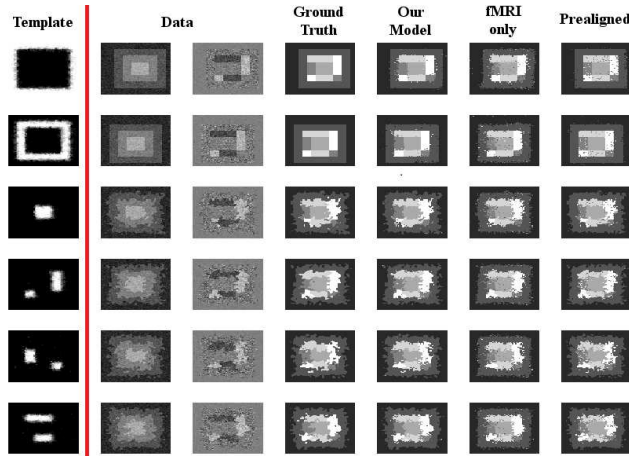 Template
Data
Ground
Truth
Our
Model
fMRI
only
Prealigned